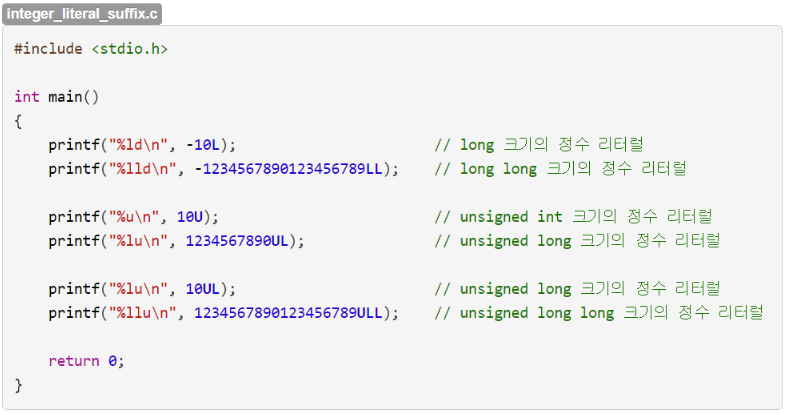 integer_literal_suffix.c
#include <stdio.h>
int main()
{
printf("%ld\n", -10L); // long 크기의 정수 리터럴
printf("%lld\n", -1234567890123456789LL); // long long 크기의 정수 리터럴
printf("%u\n", 10U); // unsigned int 크기의 정수 리터럴
printf("%lu\n", 1234567890UL); // unsigned long 크기의 정수 리터럴
printf("%lu\n", 10UL); // unsigned long 크기의 정수 리터럴
printf("%llu\n", 1234567890123456789ULL); // unsigned long long 크기의 정수 리터럴
return 0;
}